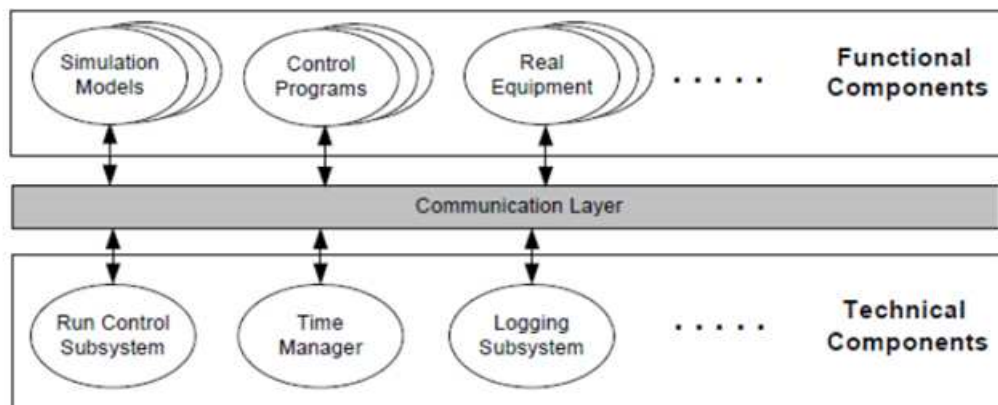 Simulation
Models
Control
Programs
Real
Equipment
. . . . .
Functional
Components
Communication Layer
Run Control
Subsystem
Time
Manager
Logging
Subsystem
. . . . .
Technical
Components